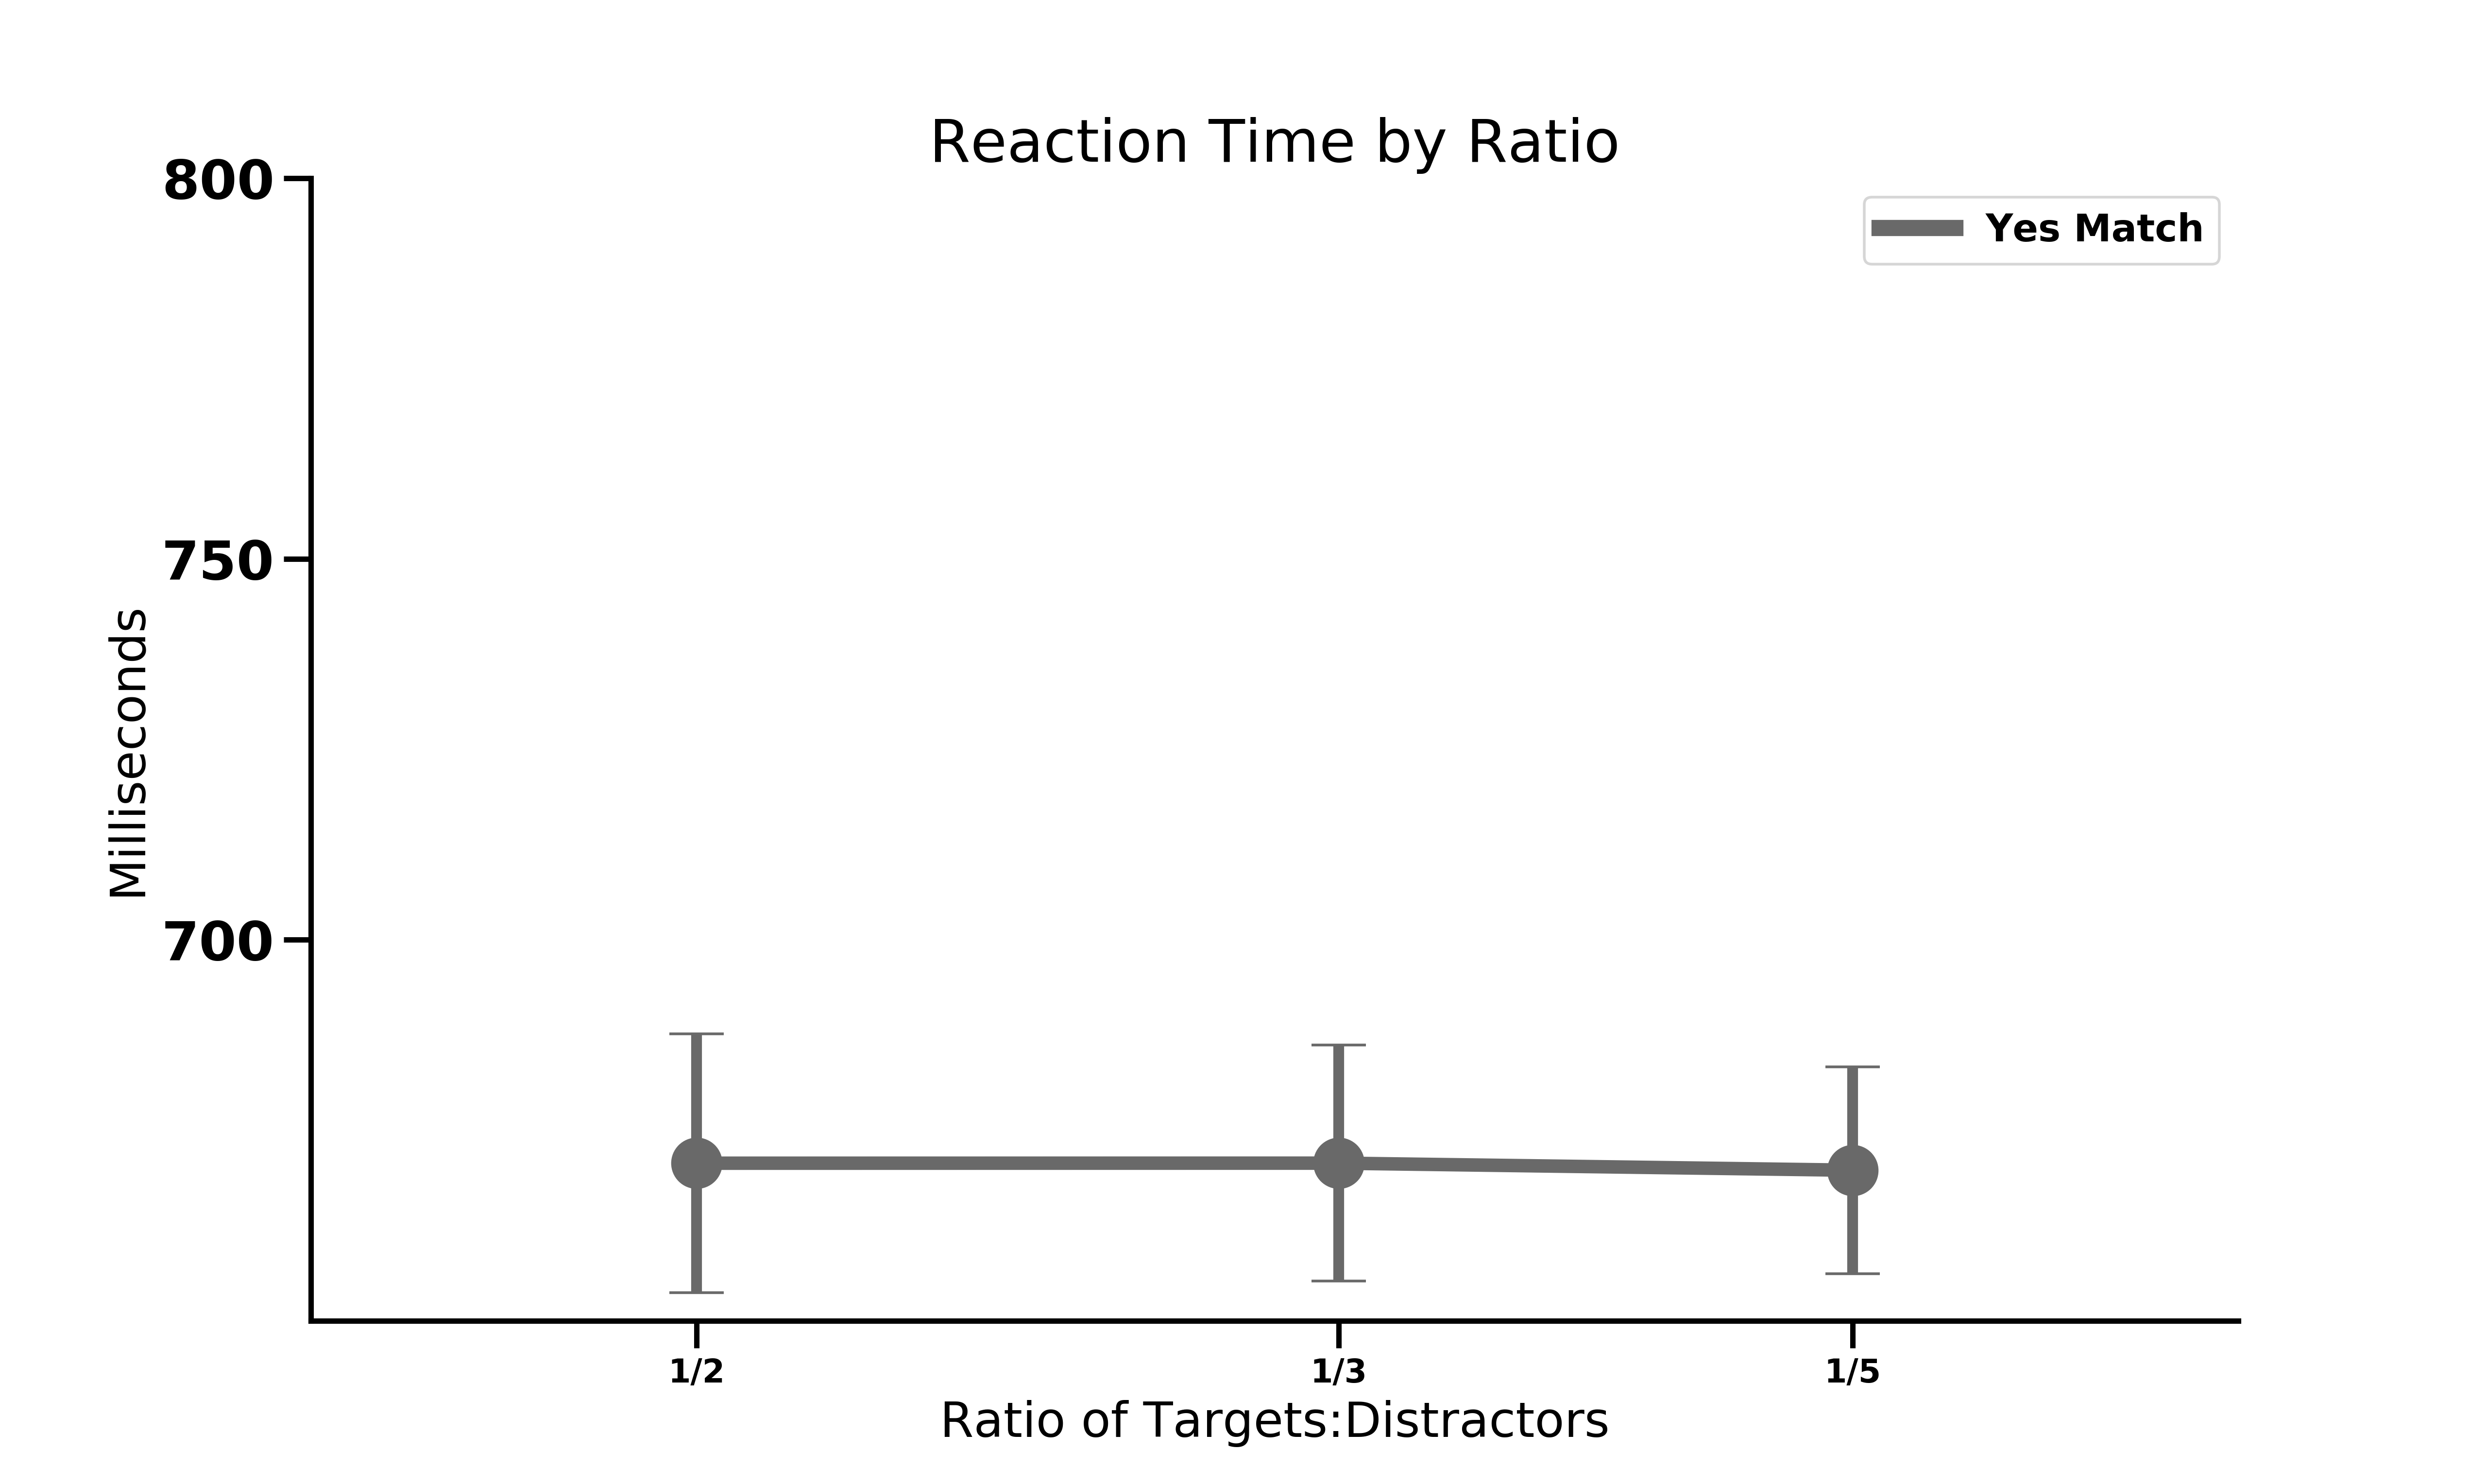 Reaction Time by Ratio
800
Yes Match
750
Milliseconds
700
1/2 1/3 1/5
Ratio of Targets:Distractors